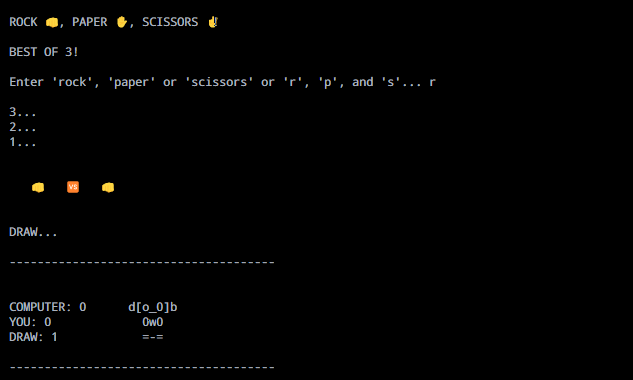 ROCK 👊, PAPER ✋, SCISSORS ✌
BEST OF 3!
Enter 'rock', 'paper' or 'scissors' or 'r', 'p', and 's'... r
3...
2...
1...
👊 🆚 👊
DRAW...
--------------------------------------
COMPUTER: 0 d[o_0]b
YOU: 0 0w0
DRAW: 1 =-=
--------------------------------------